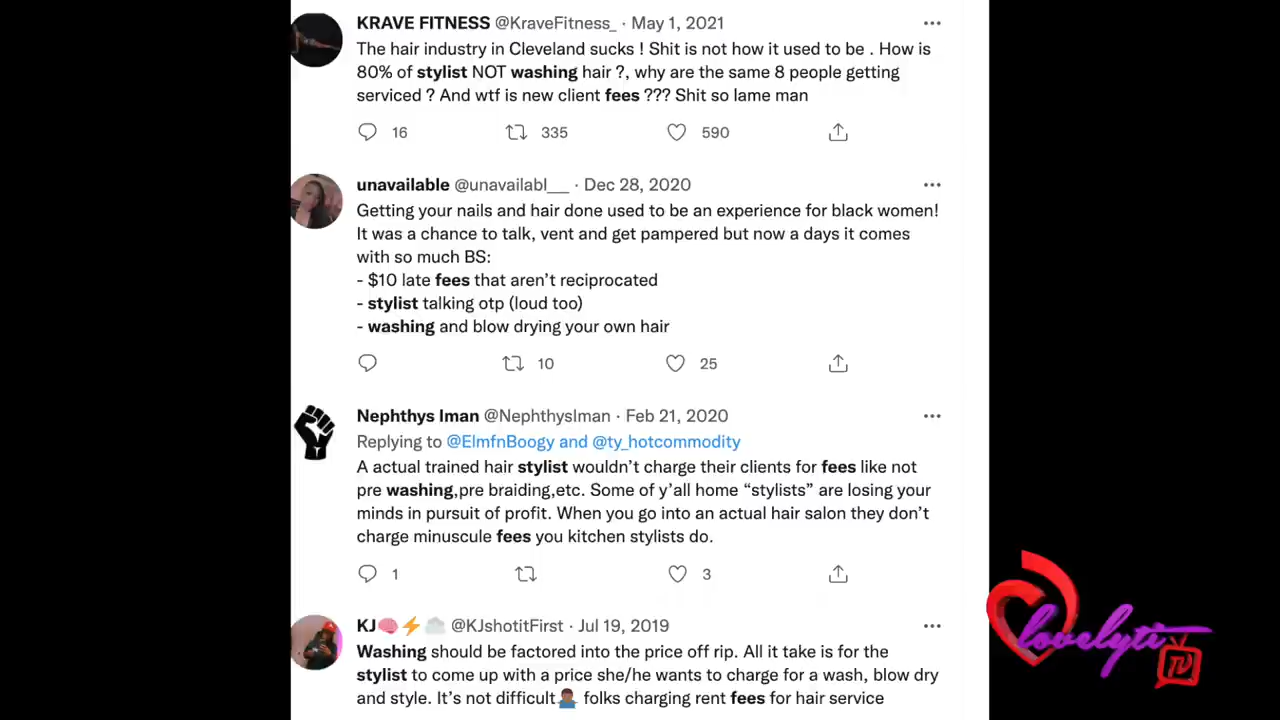 KRAVE FITNESS @KraveFitness_ · May 1, 2021
The hair industry in Cleveland sucks ! Shit is not how it used to be . How is
80% of stylist NOT washing hair ?, why are the same 8 people getting
serviced ? And wtf is new client fees ??? Shit so lame man
16 335 590
unavailable @unavailabl__ · Dec 28, 2020
Getting your nails and hair done used to be an experience for black women!
It was a chance to talk, vent and get pampered but now a days it comes
with so much BS:
- $10 late fees that aren’t reciprocated
- stylist talking otp (loud too)
- washing and blow drying your own hair
10 25
Nephthys Iman @NephthysIman · Feb 21, 2020
Replying to @ElmfnBoogy and @ty_hotcommodity
A actual trained hair stylist wouldn’t charge their clients for fees like not
pre washing,pre braiding,etc. Some of y’all home “stylists” are losing your
minds in pursuit of profit. When you go into an actual hair salon they don’t
charge minuscule fees you kitchen stylists do.
1 3
KJ🧠⚡🌨 @KJshotitFirst · Jul 19, 2019
Washing should be factored into the price off rip. All it take is for the
stylist to come up with a price she/he wants to charge for a wash, blow dry
and style. It’s not difficult🤷🏾‍♂️ folks charging rent fees for hair service
lovelyti
TV